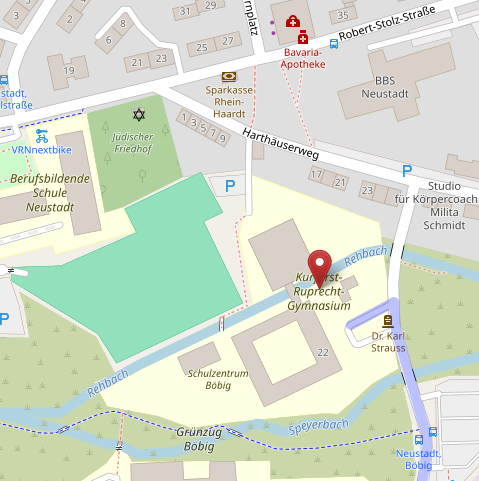 8
6
2
31
25
27
21
23
19
35
rnplatz
Robert-Stolz-Straße
Bavaria-
Apotheke
BBS
Neustadt
Sparkasse
Rhein-
Haardt
stadt,
lstraße
VRNnextbike
Jüdischer
Friedhof
1
3
5
7
9
Harthäuserweg
P
P
17
21
23
Berufsbildende
Schule
Neustadt
Studio
für Körpercoach
Milita
Schmidt
Rehbach
Kurfürst-
Ruprecht-
Gymnasium
P
Dr. Karl
Strauss
22
Schulzentrum
Böbig
Rehbach
Speyerbach
Grünzug
Böbig
Neustadt,
Böbig